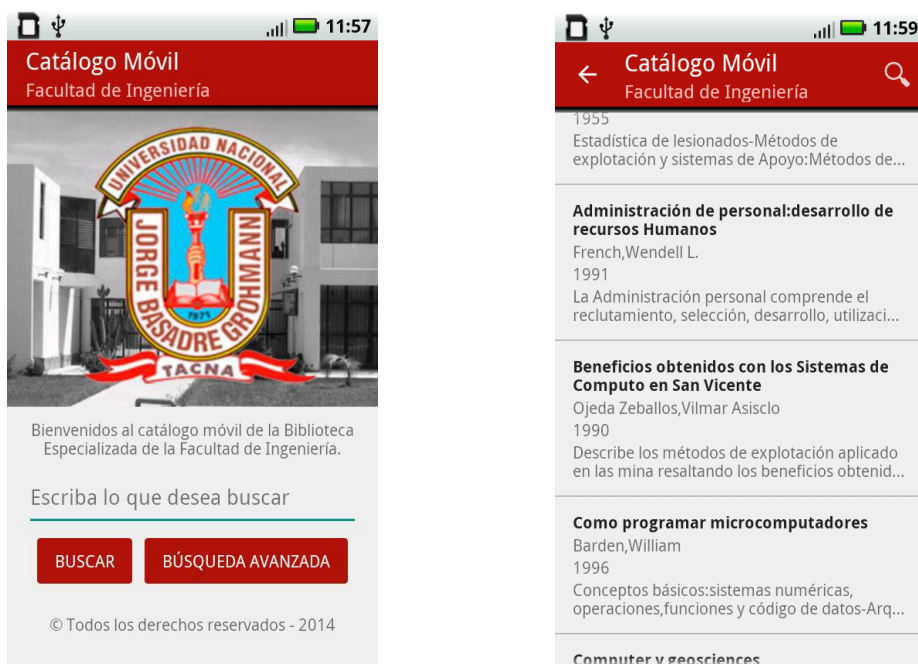 11:57
Catálogo Móvil
Facultad de Ingeniería
UNIVERSIDAD NACIONAL
JORGE BASADRE GROHMANN
1971
TACNA
Bienvenidos al catálogo móvil de la Biblioteca
Especializada de la Facultad de Ingeniería.
Escriba lo que desea buscar
BUSCAR BÚSQUEDA AVANZADA
© Todos los derechos reservados - 2014
11:59
Catálogo Móvil
Facultad de Ingeniería
1955
Estadística de lesionados-Métodos de
explotación y sistemas de Apoyo:Métodos de...
Administración de personal:desarrollo de
recursos Humanos
French,Wendell L.
1991
La Administración personal comprende el
reclutamiento, selección, desarrollo, utilizaci...
Beneficios obtenidos con los Sistemas de
Computo en San Vicente
Ojeda Zeballos,Vilmar Asisclo
1990
Describe los métodos de explotación aplicado
en las mina resaltando los beneficios obtenid...
Como programar microcomputadores
Barden,William
1996
Conceptos básicos:sistemas numéricas,
operaciones,funciones y código de datos-Arq...
Computer y geosciences